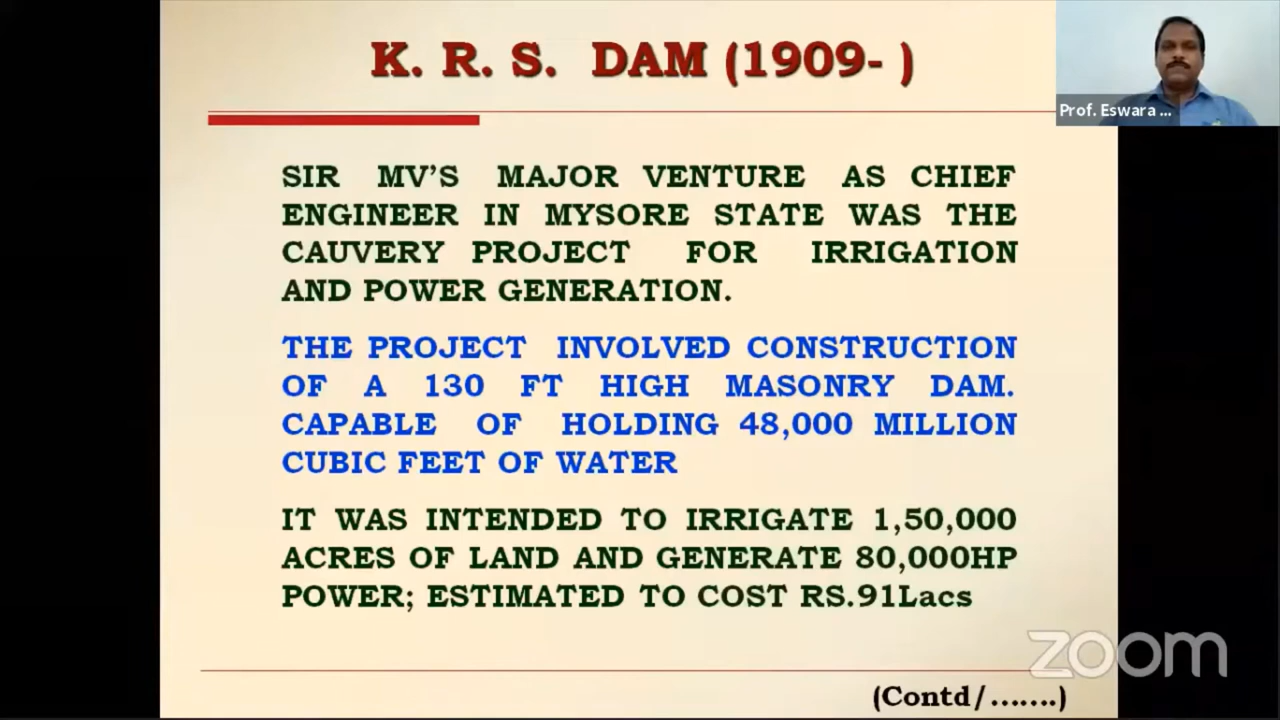 K. R. S. DAM (1909- )
Prof. Eswara ...
SIR MV'S MAJOR VENTURE AS CHIEF
ENGINEER IN MYSORE STATE WAS THE
CAUVERY PROJECT FOR IRRIGATION
AND POWER GENERATION.
THE PROJECT INVOLVED CONSTRUCTION
OF A 130 FT HIGH MASONRY DAM.
CAPABLE OF HOLDING 48,000 MILLION
CUBIC FEET OF WATER
IT WAS INTENDED TO IRRIGATE 1,50,000
ACRES OF LAND AND GENERATE 80,000HP
POWER; ESTIMATED TO COST RS.91Lacs
zoom
(Contd/.......)